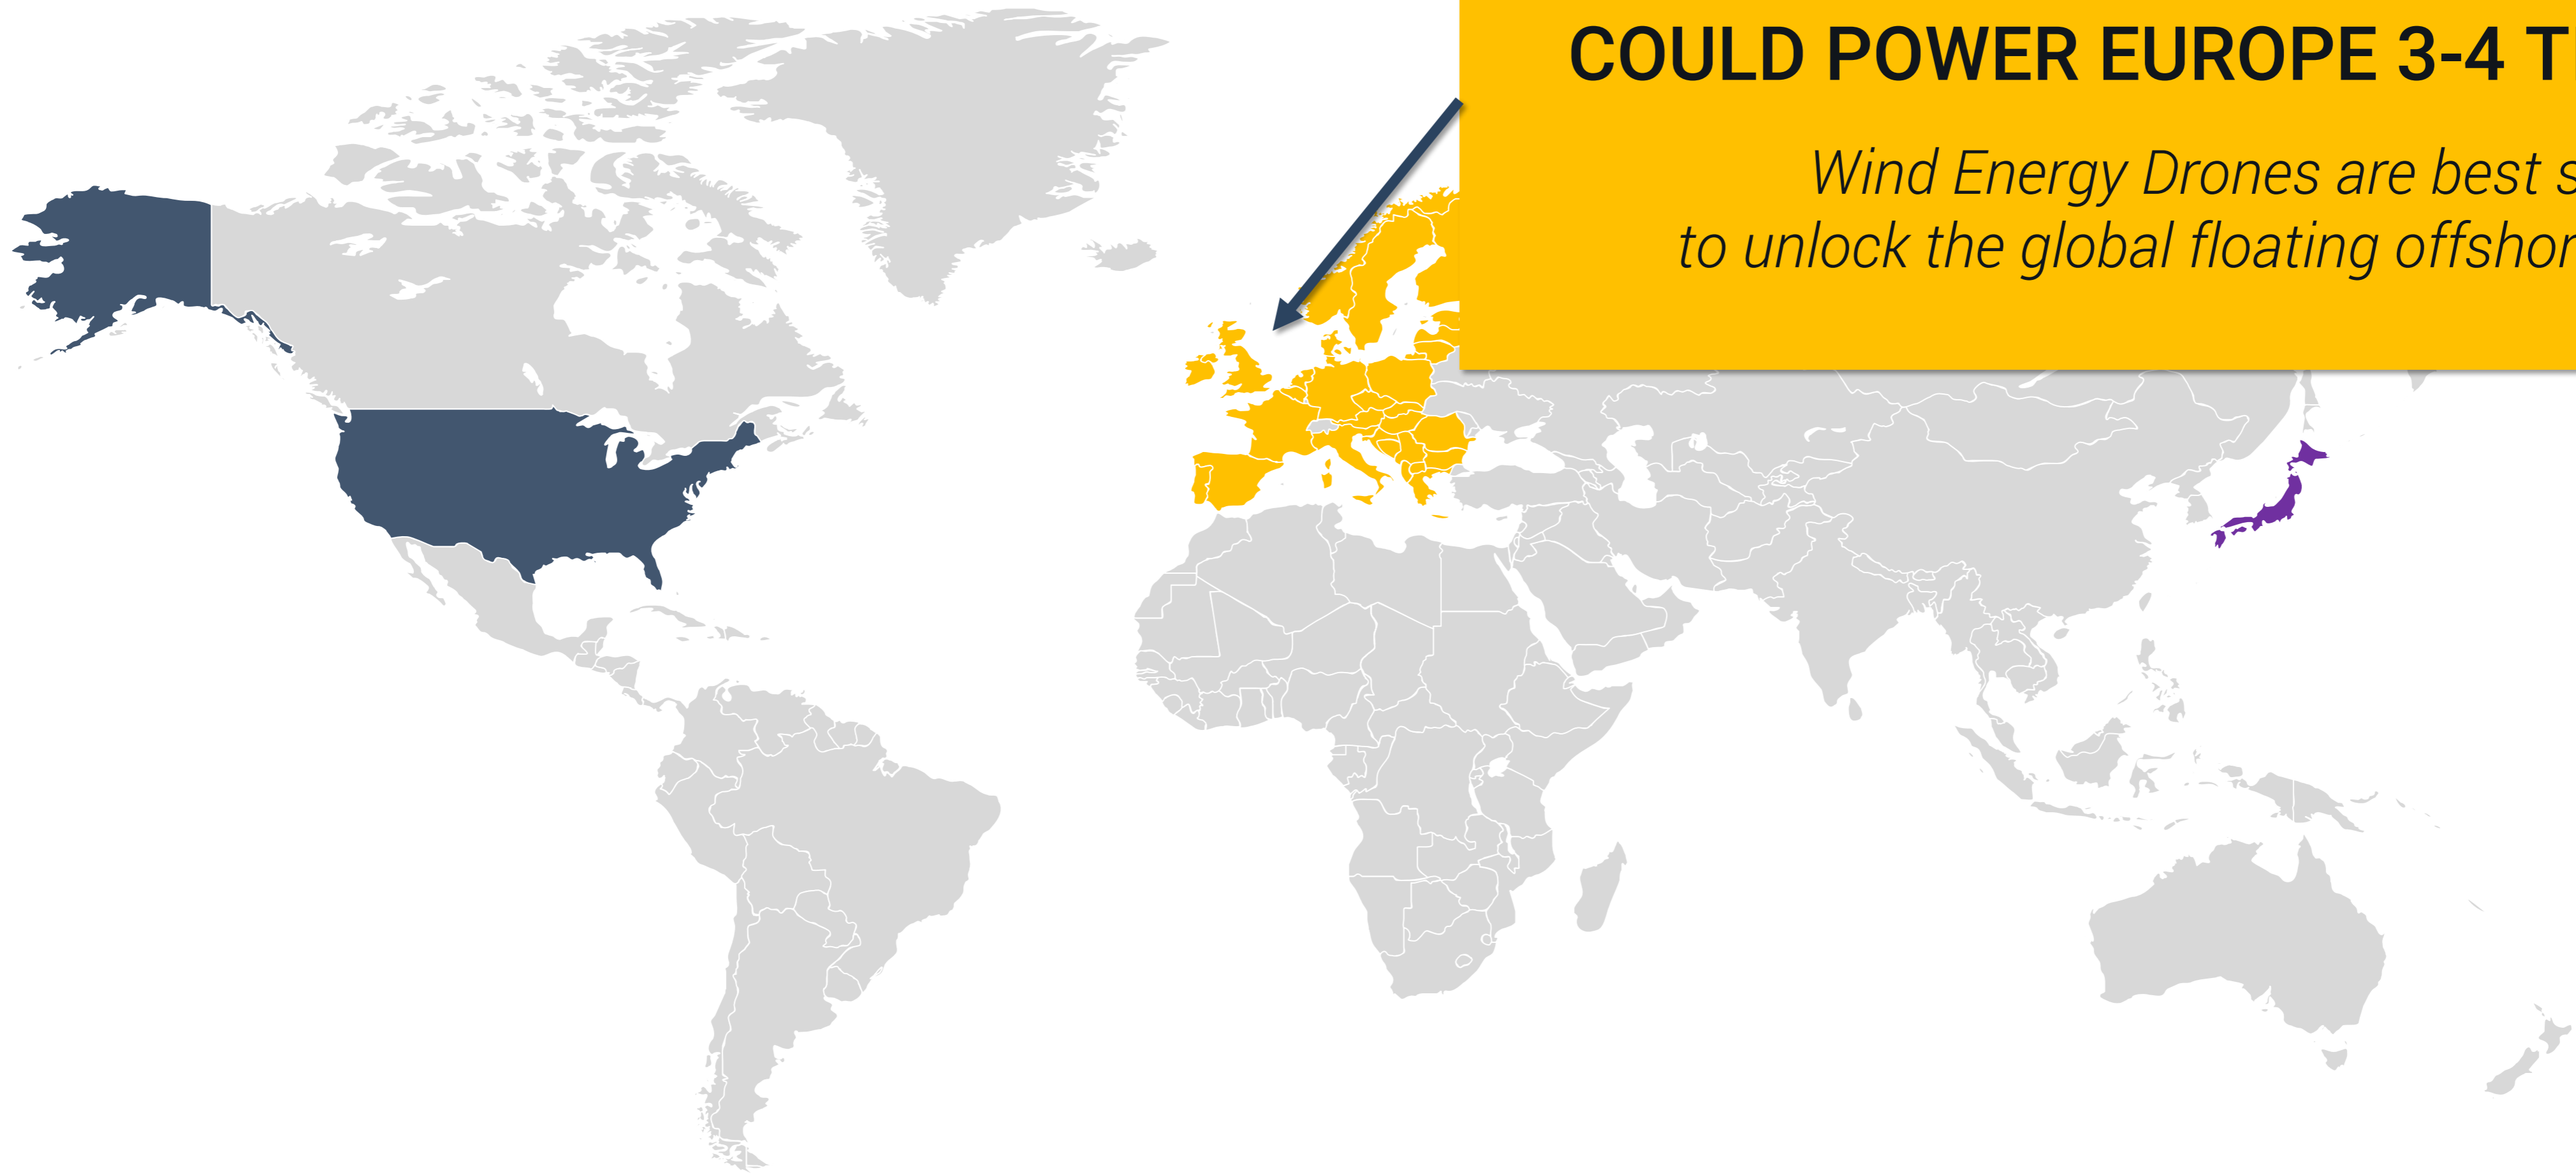 COULD POWER EUROPE 3-4
Wind Energy Drones are best
to unlock the global floating